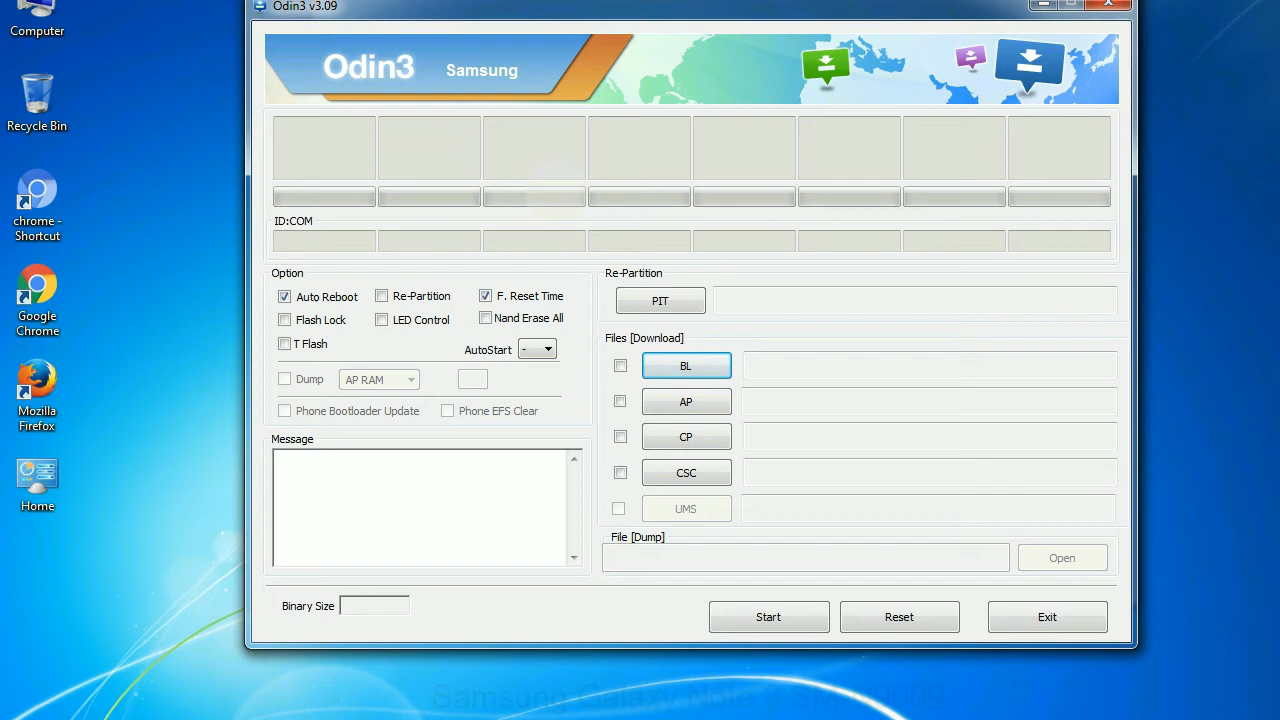 Odin3 v3.09
Computer
Recycle Bin
chrome -
Shortcut
Google
Chrome
Mozilla
Firefox
Home
Odin3 Samsung
ID:COM
Option
Auto Reboot
Re-Partition
F. Reset Time
Flash Lock
LED Control
Nand Erase All
T Flash
AutoStart
-
Dump
AP RAM
Phone Bootloader Update
Phone EFS Clear
Message
Re-Partition
PIT
Files [Download]
BL
AP
CP
CSC
UMS
File [Dump]
Open
Binary Size
Start
Reset
Exit
Samsung Galaxy Note